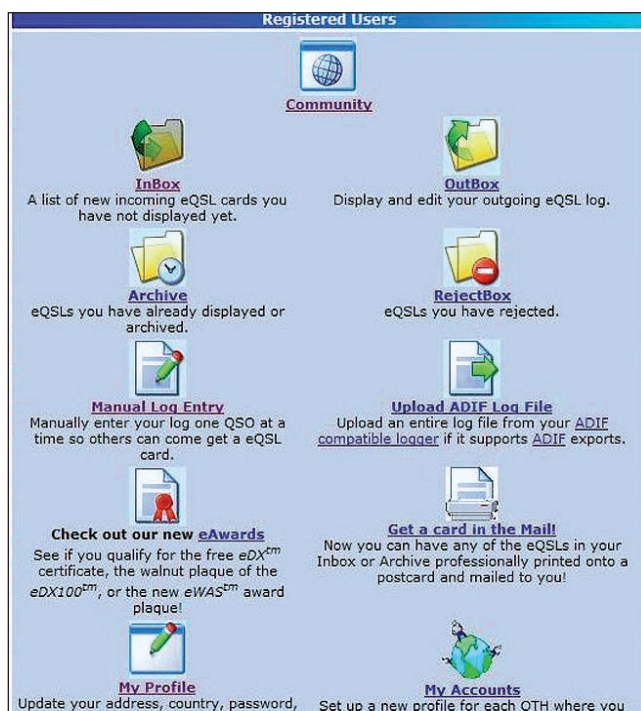 Registered Users
Community
InBox
A list of new incoming eQSL cards you
have not displayed yet.
OutBox
Display and edit your outgoing eQSL log.
Archive
eQSLs you have already displayed or
archived.
RejectBox
eQSLs you have rejected.
Manual Log Entry
Manually enter your log one QSO at a
time so others can come get a eQSL
card.
Upload ADIF Log File
Upload an entire log file from your ADIF
compatible logger if it supports ADIF exports.
Check out our new eAwards
See if you qualify for the free eDX™
certificate, the walnut plaque of the
eDX100™, or the new eWAS™ award
plaque!
Get a card in the Mail!
Now you can have any of the eQSLs in your
Inbox or Archive professionally printed onto a
postcard and mailed to you!
My Profile
Update your address, country, password,
My Accounts
Set up a new profile for each QTH where you